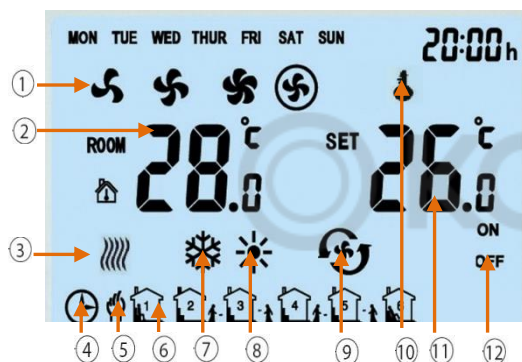 MON TUE WED THUR FRI SAT SUN 20:00 h
①
② ROOM 28.0 °C SET 26.0 °C
③ ON
OFF
1 2 3 4 5 6
④ ⑤ ⑥ ⑦ ⑧ ⑨ ⑩ ⑪ ⑫